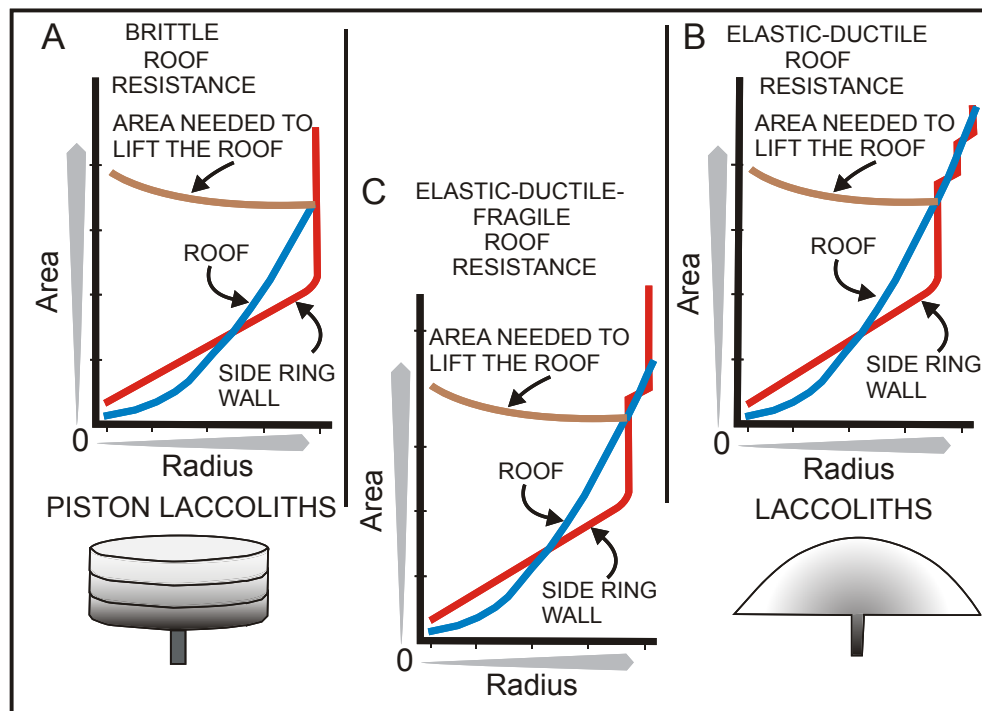 A
BRITTLE
ROOF
RESISTANCE
AREA NEEDED TO
LIFT THE ROOF
ROOF
SIDE RING
WALL
Area
0
Radius
PISTON LACCOLITHS
C
ELASTIC-DUCTILE-
FRAGILE
ROOF
RESISTANCE
AREA NEEDED TO
LIFT THE ROOF
ROOF
SIDE RING
WALL
Area
0
Radius
B
ELASTIC-DUCTILE
ROOF
RESISTANCE
AREA NEEDED TO
LIFT THE ROOF
ROOF
SIDE RING
WALL
Area
0
Radius
LACCOLITHS